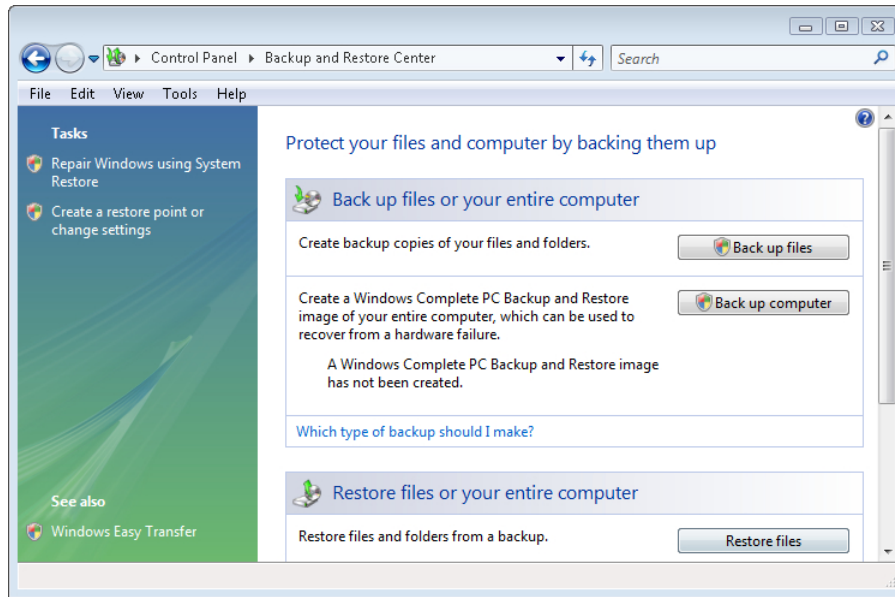 Control Panel Backup and Restore Center
Search
File Edit View Tools Help
Tasks
Repair Windows using System
Restore
Create a restore point or
change settings
See also
Windows Easy Transfer
Protect your files and computer by backing them up
Back up files or your entire computer
Create backup copies of your files and folders.
Back up files
Create a Windows Complete PC Backup and Restore
image of your entire computer, which can be used to
recover from a hardware failure.
Back up computer
A Windows Complete PC Backup and Restore image
has not been created.
Which type of backup should I make?
Restore files or your entire computer
Restore files and folders from a backup.
Restore files